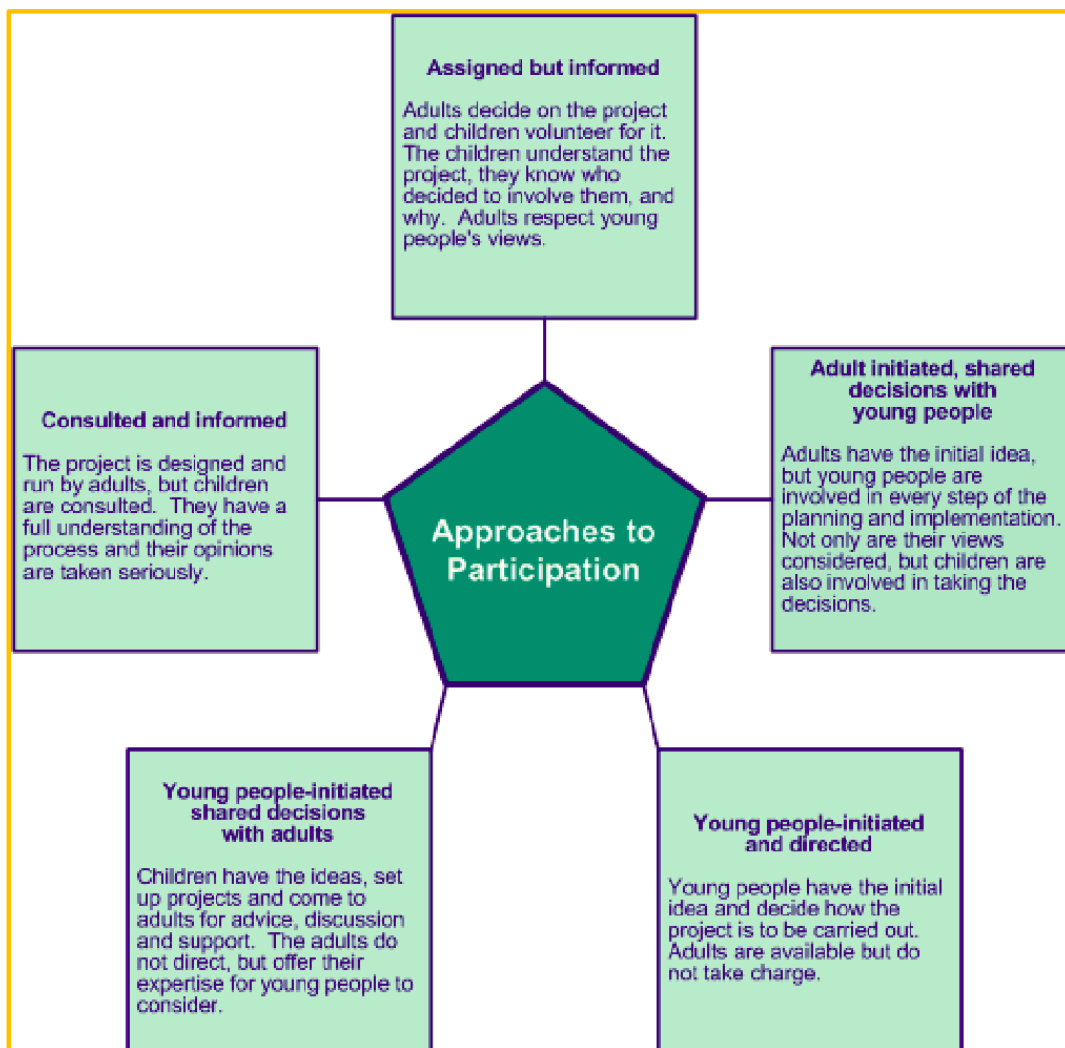 Assigned but informed
Adults decide on the project
and children volunteer for it.
The children understand the
project, they know who
decided to involve them, and
why.  Adults respect young
people's views.
Consulted and informed
The project is designed and
run by adults, but children
are consulted.  They have a
full understanding of the
process and their opinions
are taken seriously.
Approaches to
Participation
Adult initiated, shared
decisions with
young people
Adults have the initial idea,
but young people are
involved in every step of the
planning and implementation.
Not only are their views
considered, but children are
also involved in taking the
decisions.
Young people-initiated
shared decisions
with adults
Children have the ideas, set
up projects and come to
adults for advice, discussion
and support.  The adults do
not direct, but offer their
expertise for young people to
consider.
Young people-initiated
and directed
Young people have the initial
idea and decide how the
project is to be carried out.
Adults are available but do
not take charge.